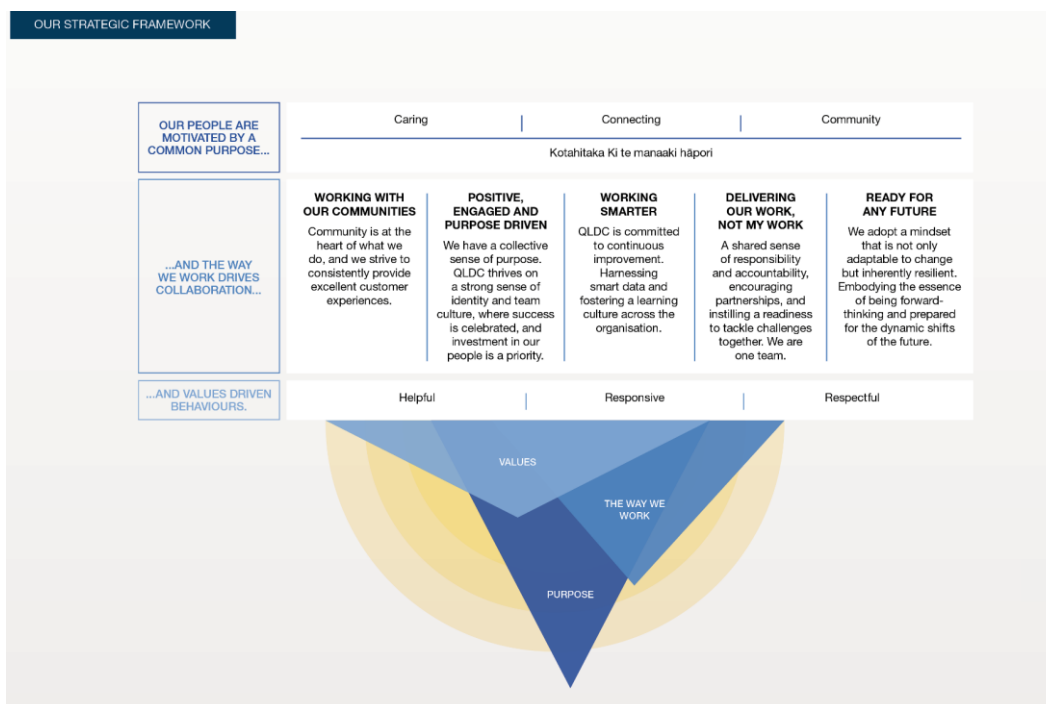 OUR STRATEGIC FRAMEWORK
OUR PEOPLE ARE
MOTIVATED BY A
COMMON PURPOSE...
Caring
Connecting
Community
Kotahitaka Ki te manaaki hāpori
...AND THE WAY
WE WORK DRIVES
COLLABORATION...
WORKING WITH
OUR COMMUNITIES
Community is at the
heart of what we
do, and we strive to
consistently provide
excellent customer
experiences.
POSITIVE,
ENGAGED AND
PURPOSE DRIVEN
We have a collective
sense of purpose.
QLDC thrives on
a strong sense of
identity and team
culture, where success
is celebrated, and
investment in our
people is a priority.
WORKING
SMARTER
QLDC is committed
to continuous
improvement.
Harnessing
smart data and
fostering a learning
culture across the
organisation.
DELIVERING
OUR WORK,
NOT MY WORK
A shared sense
of responsibility
and accountability,
encouraging
partnerships, and
instilling a readiness
to tackle challenges
together. We are
one team.
READY FOR
ANY FUTURE
We adopt a mindset
that is not only
adaptable to change
but inherently resilient.
Embodying the essence
of being forward-
thinking and prepared
for the dynamic shifts
of the future.
...AND VALUES DRIVEN
BEHAVIOURS.
Helpful
Responsive
Respectful
VALUES
THE WAY WE
WORK
PURPOSE